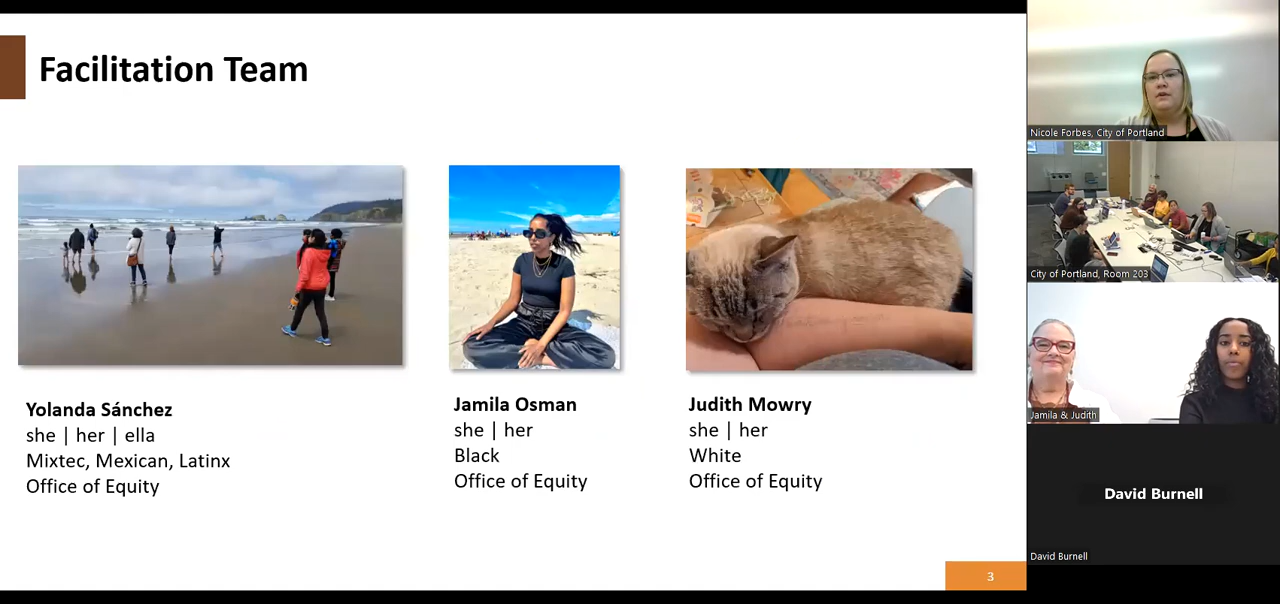 Facilitation Team
Yolanda Sánchez
she | her | ella
Mixtec, Mexican, Latinx
Office of Equity
Jamila Osman
she | her
Black
Office of Equity
Judith Mowry
she | her
White
Office of Equity
3
Nicole Forbes, City of Portland
City of Portland, Room 203
Jamila & Judith
David Burnell
David Burnell